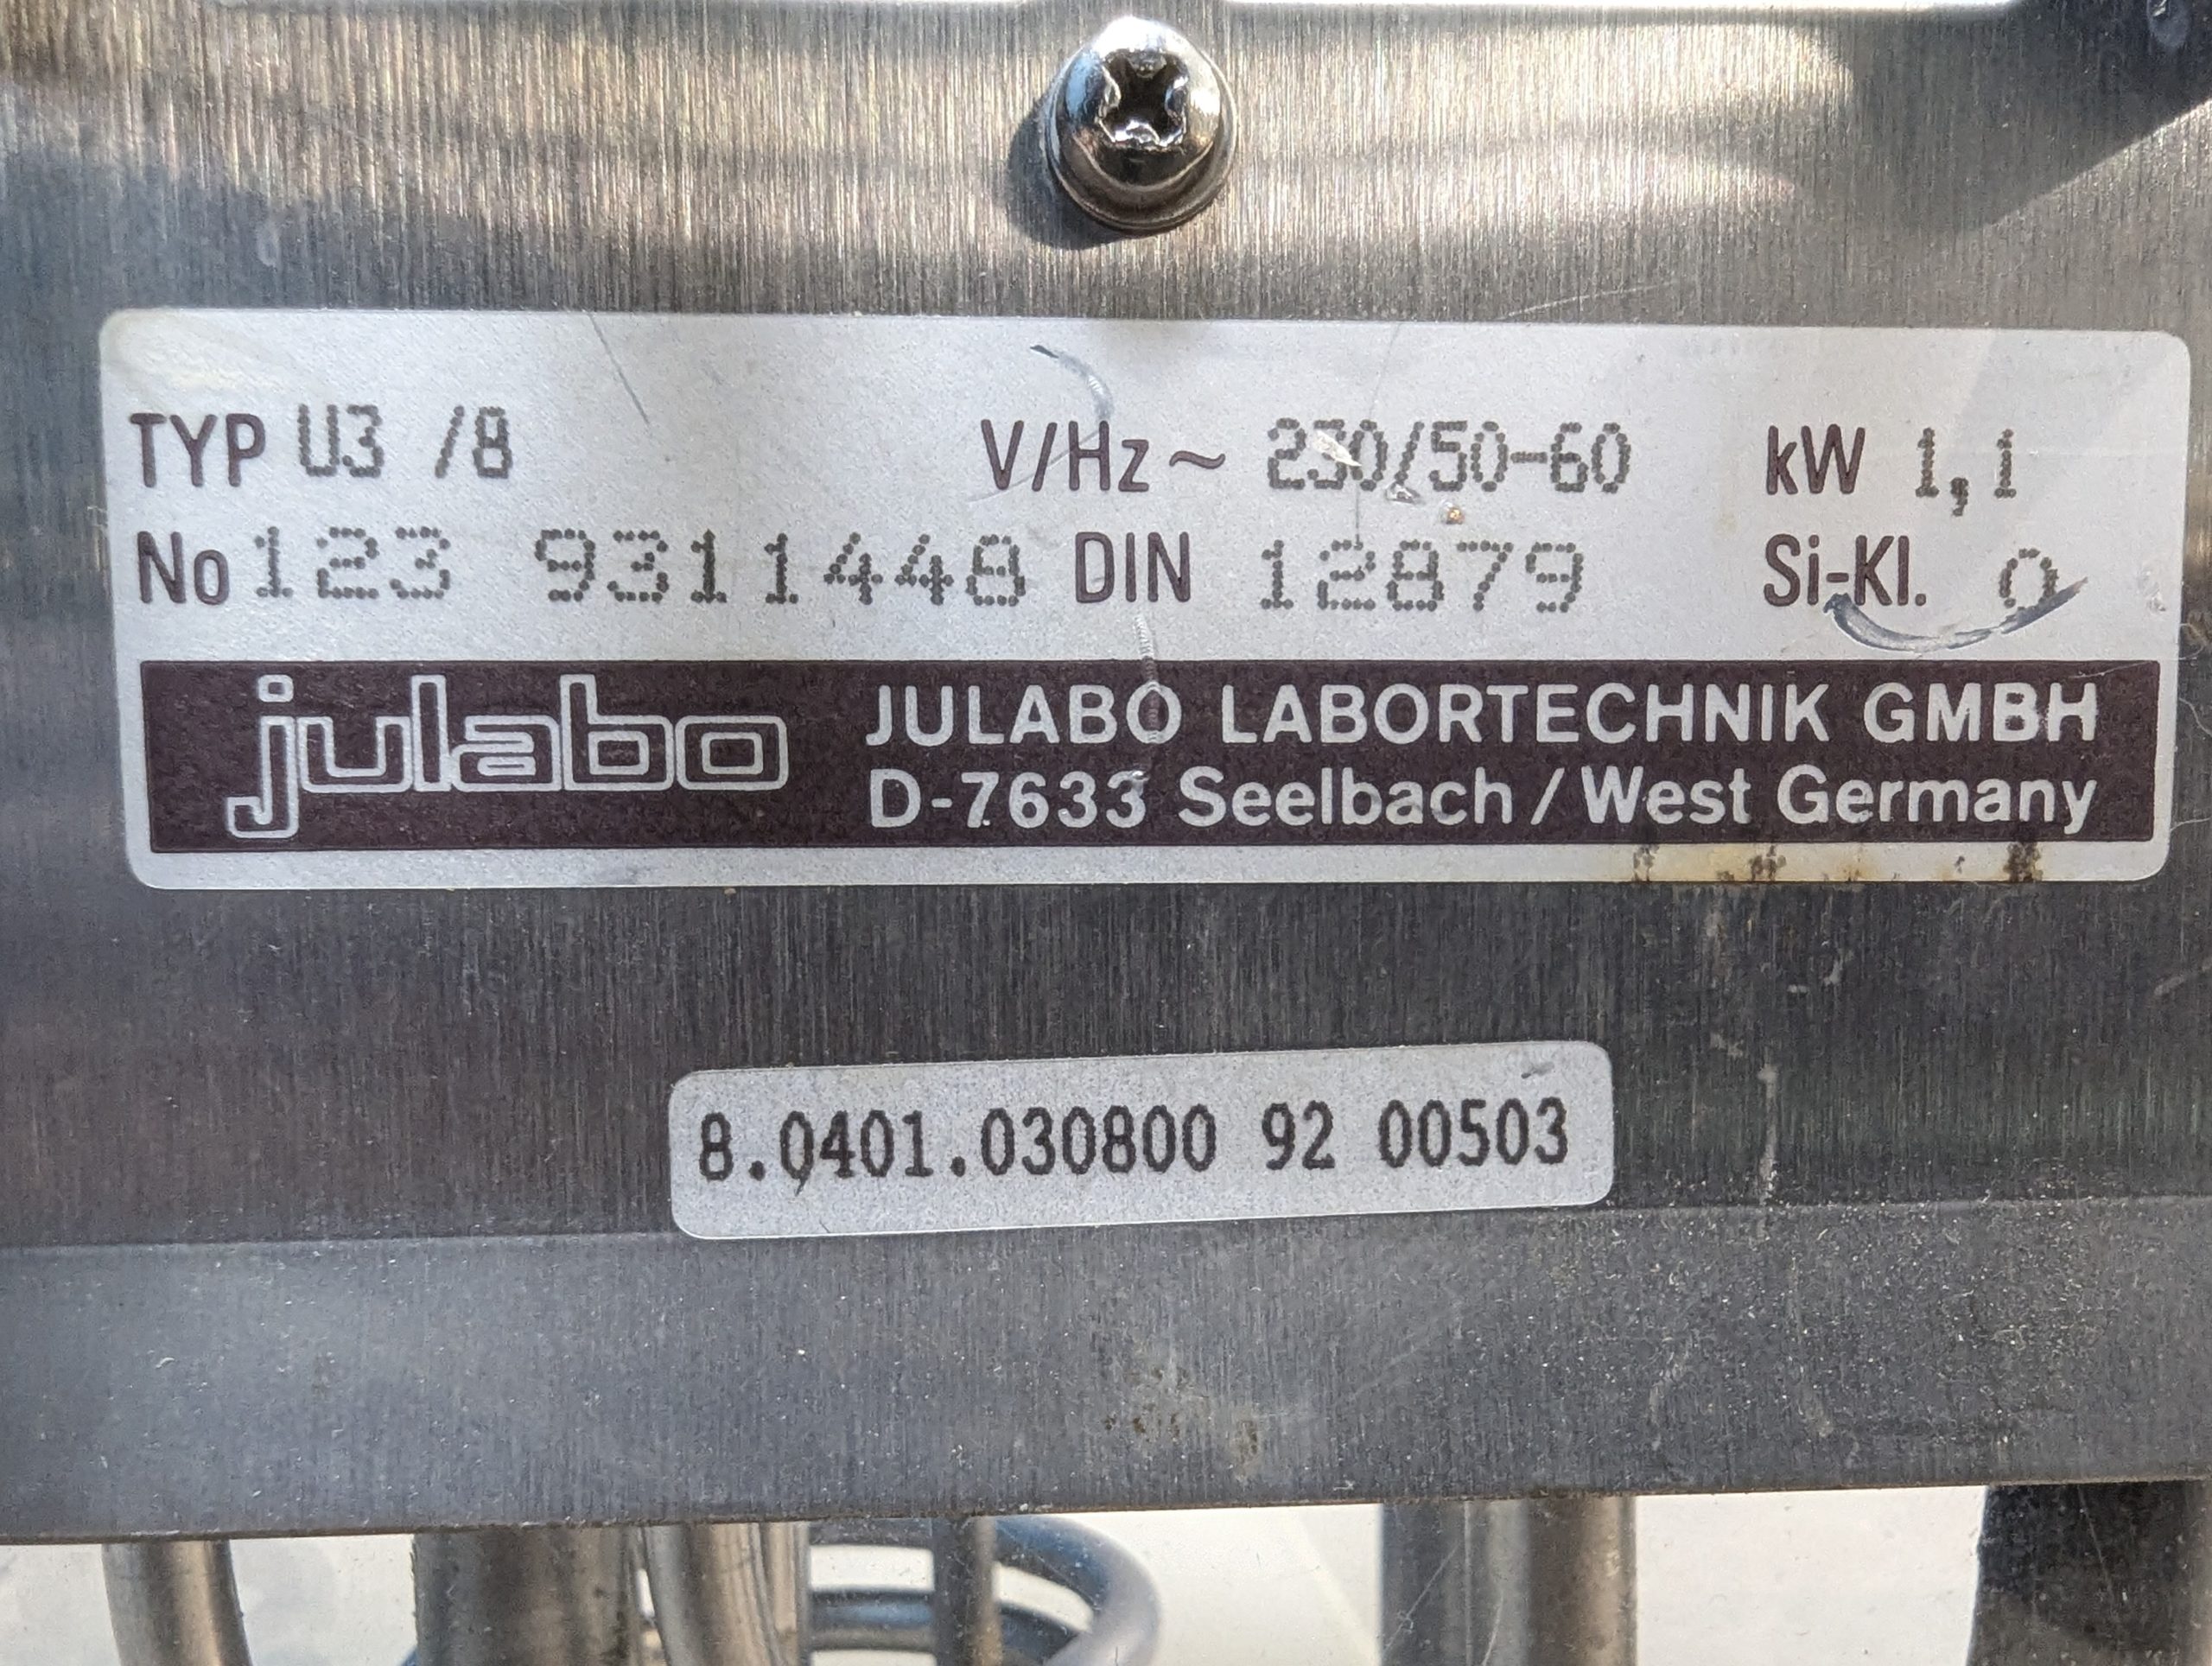 TYP U3 /8 V/Hz ~ 230/50-60 kW 1,1
No 123 9311448 DIN 12879 Si-Kl. 0
julabo JULABO LABORTECHNIK GMBH
D-7633 Seelbach / West Germany
8.0401.030800 92 00503